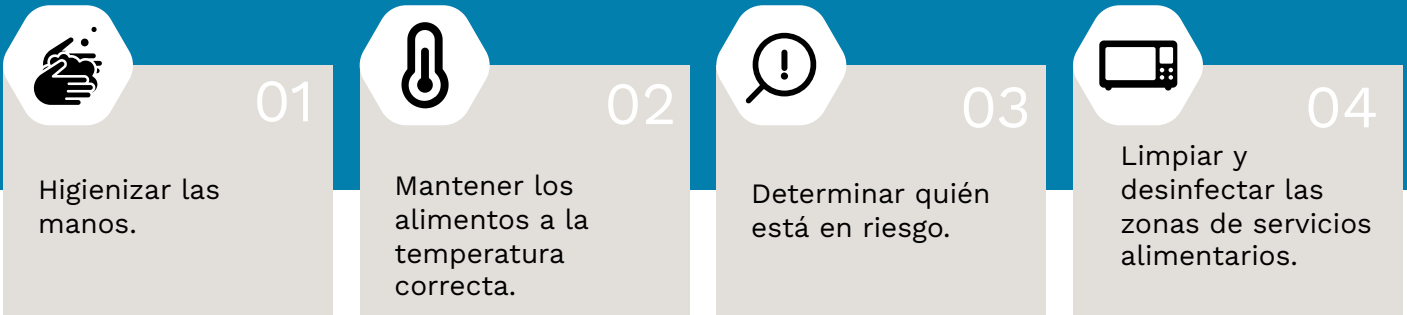 01
Higienizar las
manos.
02
Mantener los
alimentos a la
temperatura
correcta.
03
Determinar quién
está en riesgo.
04
Limpiar y
desinfectar las
zonas de servicios
alimentarios.